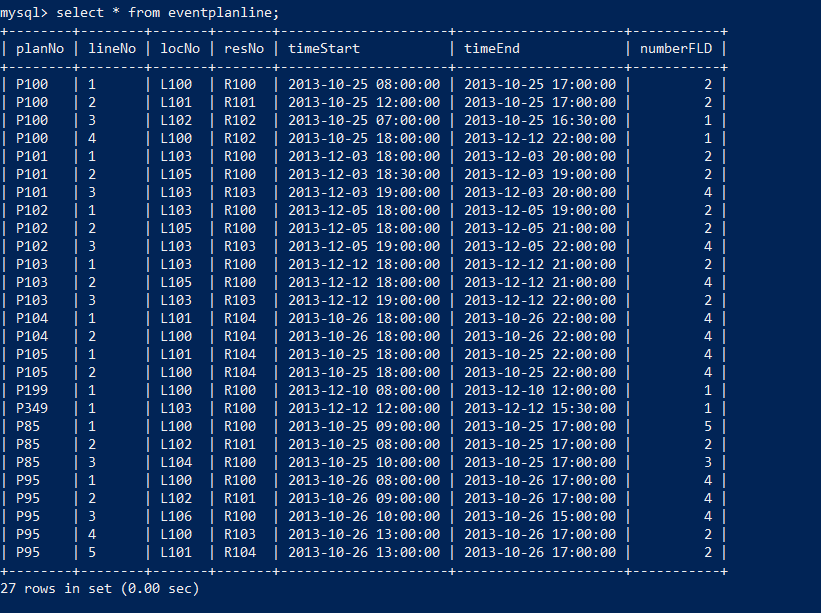 mysql> select * from eventplanline;
+--------+--------+-------+-------+---------------------+---------------------+-----------+
| planNo | lineNo | locNo | resNo | timeStart           | timeEnd             | numberFLD |
+--------+--------+-------+-------+---------------------+---------------------+-----------+
| P100   | 1      | L100  | R100  | 2013-10-25 08:00:00 | 2013-10-25 17:00:00 |         2 |
| P100   | 2      | L101  | R101  | 2013-10-25 12:00:00 | 2013-10-25 17:00:00 |         2 |
| P100   | 3      | L102  | R102  | 2013-10-25 07:00:00 | 2013-10-25 16:30:00 |         1 |
| P100   | 4      | L100  | R102  | 2013-10-25 18:00:00 | 2013-12-12 22:00:00 |         1 |
| P101   | 1      | L103  | R100  | 2013-12-03 18:00:00 | 2013-12-03 20:00:00 |         2 |
| P101   | 2      | L105  | R100  | 2013-12-03 18:30:00 | 2013-12-03 19:00:00 |         2 |
| P101   | 3      | L103  | R103  | 2013-12-03 19:00:00 | 2013-12-03 20:00:00 |         4 |
| P102   | 1      | L103  | R100  | 2013-12-05 18:00:00 | 2013-12-05 19:00:00 |         2 |
| P102   | 2      | L105  | R100  | 2013-12-05 18:00:00 | 2013-12-05 21:00:00 |         2 |
| P102   | 3      | L103  | R103  | 2013-12-05 19:00:00 | 2013-12-05 22:00:00 |         4 |
| P103   | 1      | L103  | R100  | 2013-12-12 18:00:00 | 2013-12-12 21:00:00 |         2 |
| P103   | 2      | L105  | R100  | 2013-12-12 18:00:00 | 2013-12-12 21:00:00 |         4 |
| P103   | 3      | L103  | R103  | 2013-12-12 19:00:00 | 2013-12-12 22:00:00 |         2 |
| P104   | 1      | L101  | R104  | 2013-10-26 18:00:00 | 2013-10-26 22:00:00 |         4 |
| P104   | 2      | L100  | R104  | 2013-10-26 18:00:00 | 2013-10-26 22:00:00 |         4 |
| P105   | 1      | L101  | R104  | 2013-10-25 18:00:00 | 2013-10-25 22:00:00 |         4 |
| P105   | 2      | L100  | R104  | 2013-10-25 18:00:00 | 2013-10-25 22:00:00 |         4 |
| P199   | 1      | L100  | R100  | 2013-12-10 08:00:00 | 2013-12-10 12:00:00 |         1 |
| P349   | 1      | L103  | R100  | 2013-12-12 12:00:00 | 2013-12-12 15:30:00 |         1 |
| P85    | 1      | L100  | R100  | 2013-10-25 09:00:00 | 2013-10-25 17:00:00 |         5 |
| P85    | 2      | L102  | R101  | 2013-10-25 08:00:00 | 2013-10-25 17:00:00 |         2 |
| P85    | 3      | L104  | R100  | 2013-10-25 10:00:00 | 2013-10-25 17:00:00 |         3 |
| P95    | 1      | L100  | R100  | 2013-10-26 08:00:00 | 2013-10-26 17:00:00 |         4 |
| P95    | 2      | L102  | R101  | 2013-10-26 09:00:00 | 2013-10-26 17:00:00 |         4 |
| P95    | 3      | L106  | R100  | 2013-10-26 10:00:00 | 2013-10-26 15:00:00 |         4 |
| P95    | 4      | L100  | R103  | 2013-10-26 13:00:00 | 2013-10-26 17:00:00 |         2 |
| P95    | 5      | L101  | R104  | 2013-10-26 13:00:00 | 2013-10-26 17:00:00 |         2 |
+--------+--------+-------+-------+---------------------+---------------------+-----------+
27 rows in set (0.00 sec)